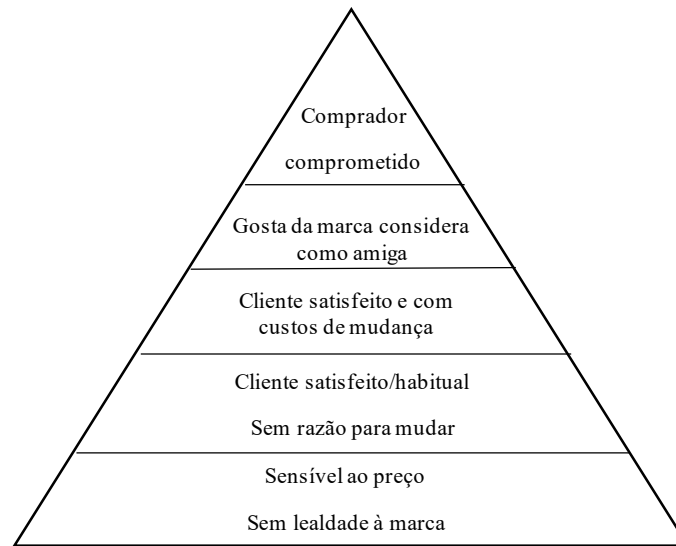 Comprador
comprometido
Gosta da marca considera
como amiga
Cliente satisfeito e com
custos de mudança
Cliente satisfeito/habitual
Sem razão para mudar
Sensível ao preço
Sem lealdade à marca